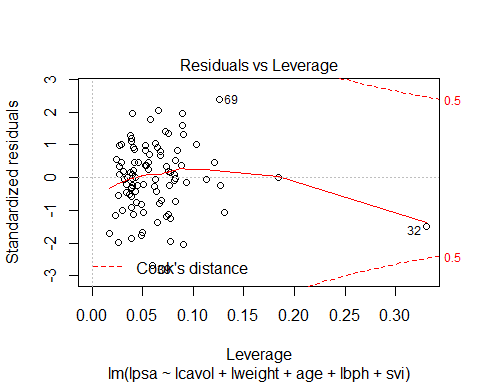 Residuals vs Leverage
Standardized residuals
3
2
1
0
-1
-2
-3
69
32
0.5
0.5
Cook's distance
0.00 0.05 0.10 0.15 0.20 0.25 0.30
Leverage
lm(lpsa ~ lcavol + lweight + age + lbph + svi)